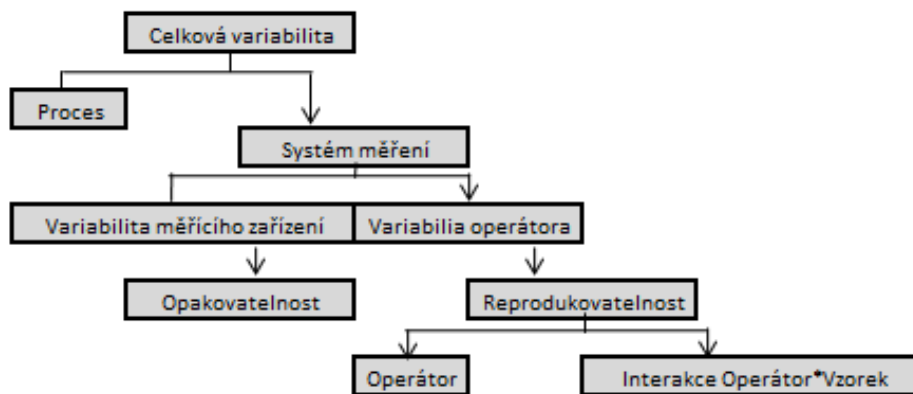 Celková variabilita
Proces
Systém měření
Variabilita měřícího zařízení
Variabilia operátora
Opakovatelnost
Reprodukovatelnost
Operátor
Interakce Operátor*Vzorek